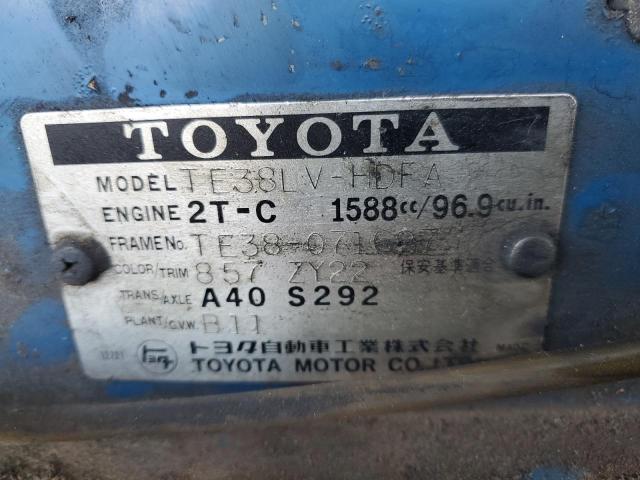 TOYOTA
MODEL TE38LV-HDFA
ENGINE 2T-C 1588cc/96.9cu.in.
FRAME No.
COLOR/TRIM 857 ZY22 保安基準適合
TRANS/AXLE A40 S292
PLANT/G.V.W. B11
トヨタ自動車工業株式会社
TOYOTA MOTOR CO.,LTD.